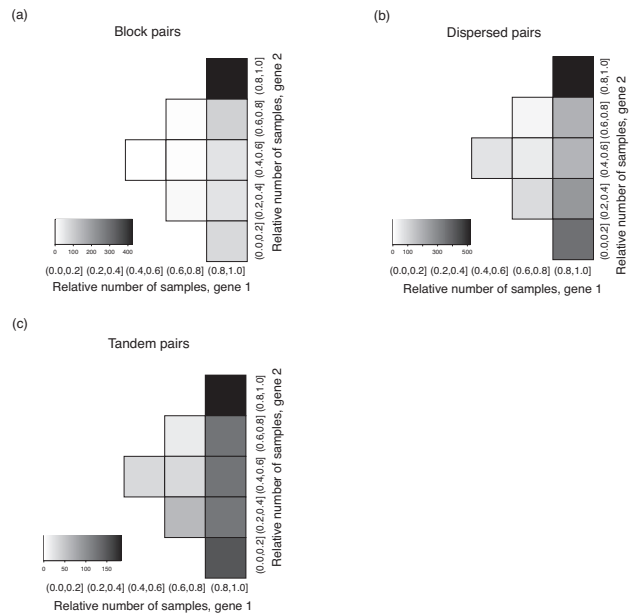 (a)
Block pairs
Relative number of samples, gene 2
(0.0,0.2] (0.2,0.4] (0.4,0.6] (0.6,0.8] (0.8,1.0]
0 100 200 300 400
(0.0,0.2] (0.2,0.4] (0.4,0.6] (0.6,0.8] (0.8,1.0]
Relative number of samples, gene 1
(b)
Dispersed pairs
Relative number of samples, gene 2
(0.0,0.2] (0.2,0.4] (0.4,0.6] (0.6,0.8] (0.8,1.0]
0 100 300 500
(0.0,0.2] (0.2,0.4] (0.4,0.6] (0.6,0.8] (0.8,1.0]
Relative number of samples, gene 1
(c)
Tandem pairs
Relative number of samples, gene 2
(0.0,0.2] (0.2,0.4] (0.4,0.6] (0.6,0.8] (0.8,1.0]
0 50 100 150
(0.0,0.2] (0.2,0.4] (0.4,0.6] (0.6,0.8] (0.8,1.0]
Relative number of samples, gene 1